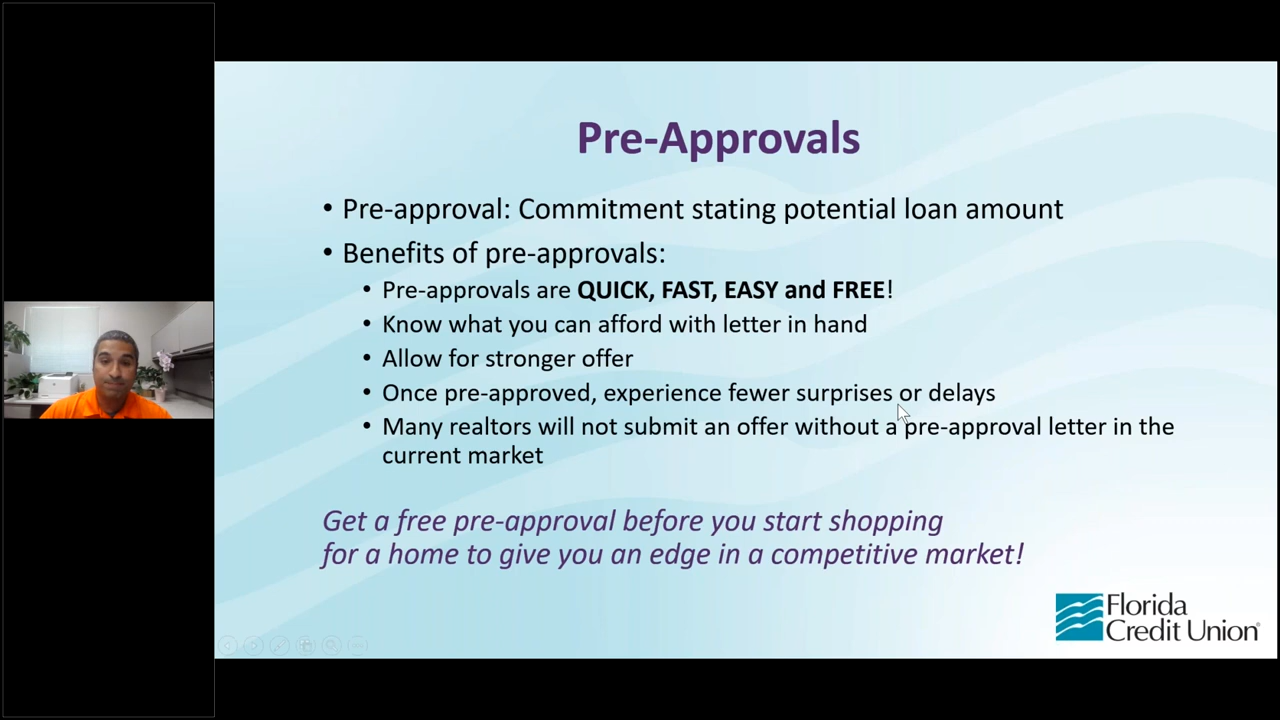 Pre-Approvals
• Pre-approval: Commitment stating potential loan amount
• Benefits of pre-approvals:
• Pre-approvals are QUICK, FAST, EASY and FREE!
• Know what you can afford with letter in hand
• Allow for stronger offer
• Once pre-approved, experience fewer surprises or delays
• Many realtors will not submit an offer without a pre-approval letter in the
current market
Get a free pre-approval before you start shopping
for a home to give you an edge in a competitive market!
Florida
Credit Union®